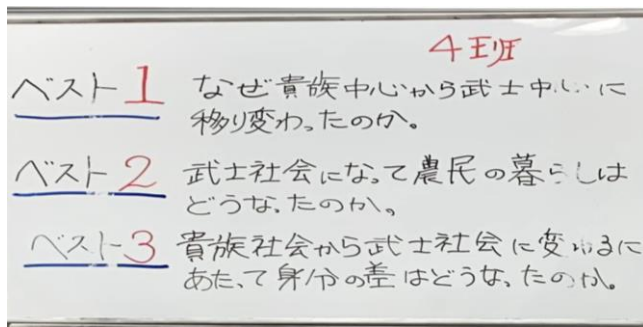 4班
ベスト1 なぜ貴族中心から武士中心に
移り変わったのか。
ベスト2 武士社会になって農民の暮らしは
どうなったのか。
ベスト3 貴族社会から武士社会に変わるに
あたって身分の差はどうなったのか。